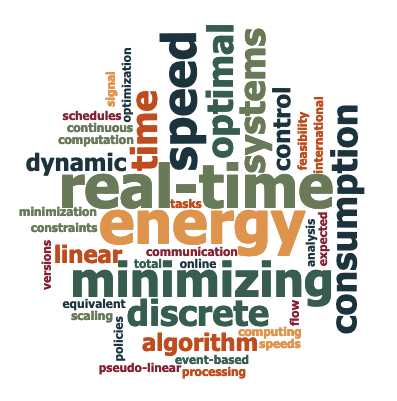 speed
optimal
systems
optimization
signal
time
control
feasibility
international
schedules
continuous
computation
dynamic
consumption
real-time
tasks
minimization
energy
constraints
analysis
expected
versions
linear
communication
total
online
minimizing
equivalent
scaling
discrete
flow
policies
algorithm
computing
speeds
event-based
pseudo-linear
processing